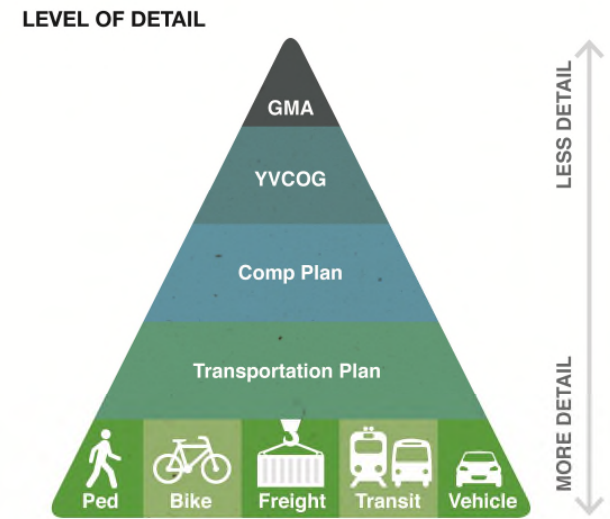 LEVEL OF DETAIL
GMA
YVCOG
Comp Plan
Transportation Plan
Ped
Bike
Freight
Transit
Vehicle
LESS DETAIL
MORE DETAIL